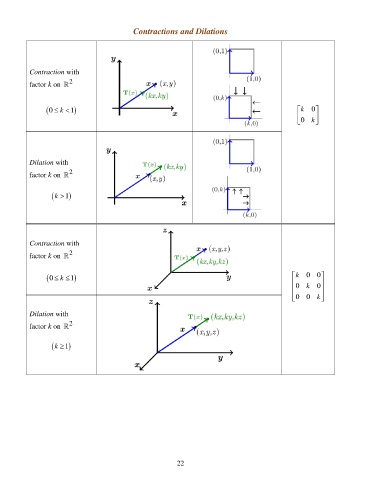 Contractions and Dilations
Contraction with
factor k on ℝ²
(0 ≤ k < 1)
y
x (x,y)
T(x) (kx,ky)
x
(0,1)
(1,0)
(0,k)
(k,0)
[k 0
0 k]
Dilation with
factor k on ℝ²
(k > 1)
y
T(x) (kx,ky)
x (x,y)
x
(0,1)
(1,0)
(0,k)
(k,0)
Contraction with
factor k on ℝ²
(0 ≤ k ≤ 1)
z
x (x,y,z)
T(x)
(kx,ky,kz)
y
x
[k 0 0
0 k 0
0 0 k]
Dilation with
factor k on ℝ²
(k ≥ 1)
z
T(x) (kx,ky,kz)
x (x,y,z)
y
x
22